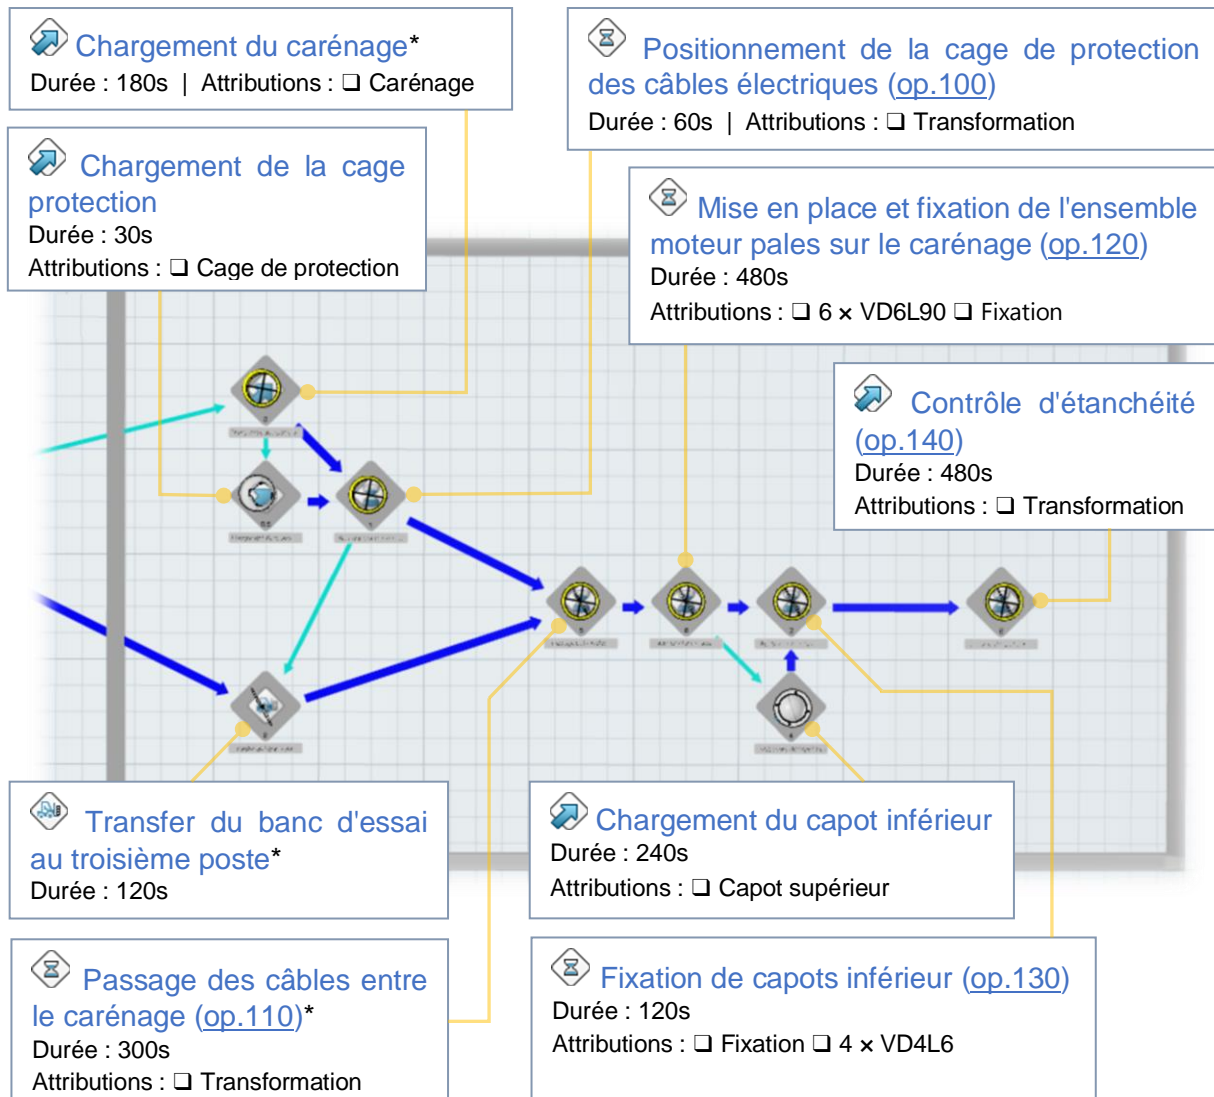 Chargement du carénage*
Durée : 180s | Attributions : ❑ Carénage
Chargement de la cage
protection
Durée : 30s
Attributions : ❑ Cage de protection
Positionnement de la cage de protection
des câbles électriques (op.100)
Durée : 60s | Attributions : ❑ Transformation
Mise en place et fixation de l'ensemble
moteur pales sur le carénage (op.120)
Durée : 480s
Attributions : ❑ 6 × VD6L90 ❑ Fixation
Contrôle d'étanchéité
(op.140)
Durée : 480s
Attributions : ❑ Transformation
Transfer du banc d'essai
au troisième poste*
Durée : 120s
Chargement du capot inférieur
Durée : 240s
Attributions : ❑ Capot supérieur
Passage des câbles entre
le carénage (op.110)*
Durée : 300s
Attributions : ❑ Transformation
Fixation de capots inférieur (op.130)
Durée : 120s
Attributions : ❑ Fixation ❑ 4 × VD4L6